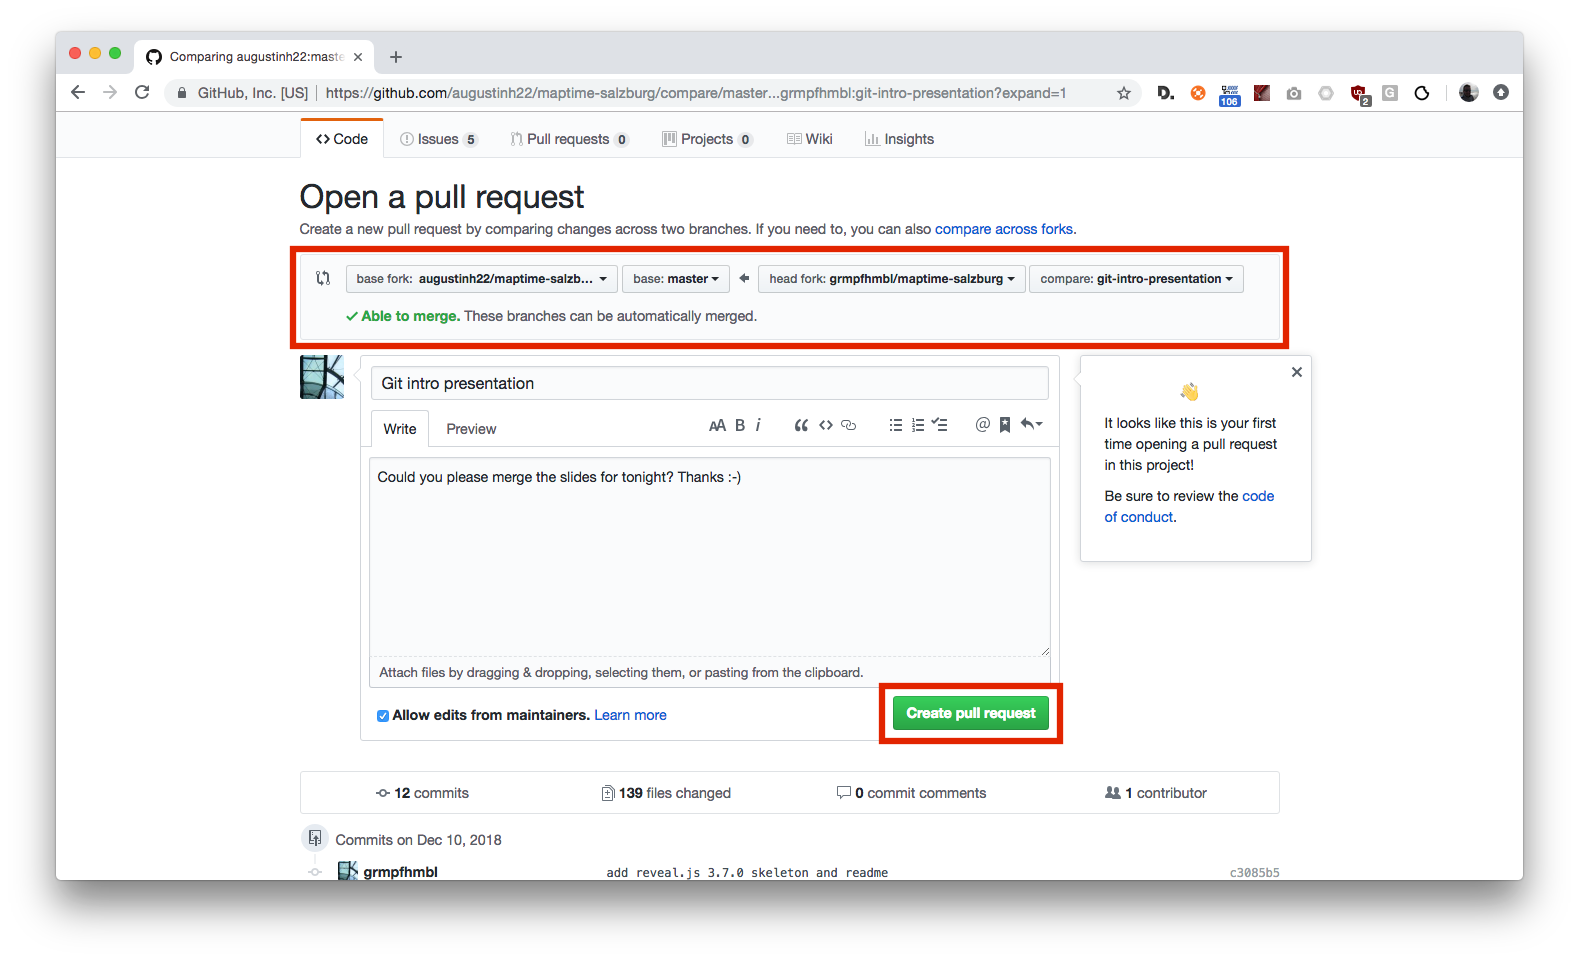 Comparing augustinh22:maste
GitHub, Inc. [US] https://github.com/augustinh22/maptime-salzburg/compare/master...grmpfhmbl:git-intro-presentation?expand=1
D. 106 2 G
Code Issues 5 Pull requests 0 Projects 0 Wiki Insights
Open a pull request
Create a new pull request by comparing changes across two branches. If you need to, you can also compare across forks.
base fork: augustinh22/maptime-salzb... base: master head fork: grmpfhmbl/maptime-salzburg compare: git-intro-presentation
Able to merge. These branches can be automatically merged.
Git intro presentation
Write Preview AA B i @
Could you please merge the slides for tonight? Thanks :-)
Attach files by dragging & dropping, selecting them, or pasting from the clipboard.
Allow edits from maintainers. Learn more
Create pull request
It looks like this is your first
time opening a pull request
in this project!
Be sure to review the code
of conduct.
12 commits 139 files changed 0 commit comments 1 contributor
Commits on Dec 10, 2018
grmpfhmbl add reveal.js 3.7.0 skeleton and readme c3085b5